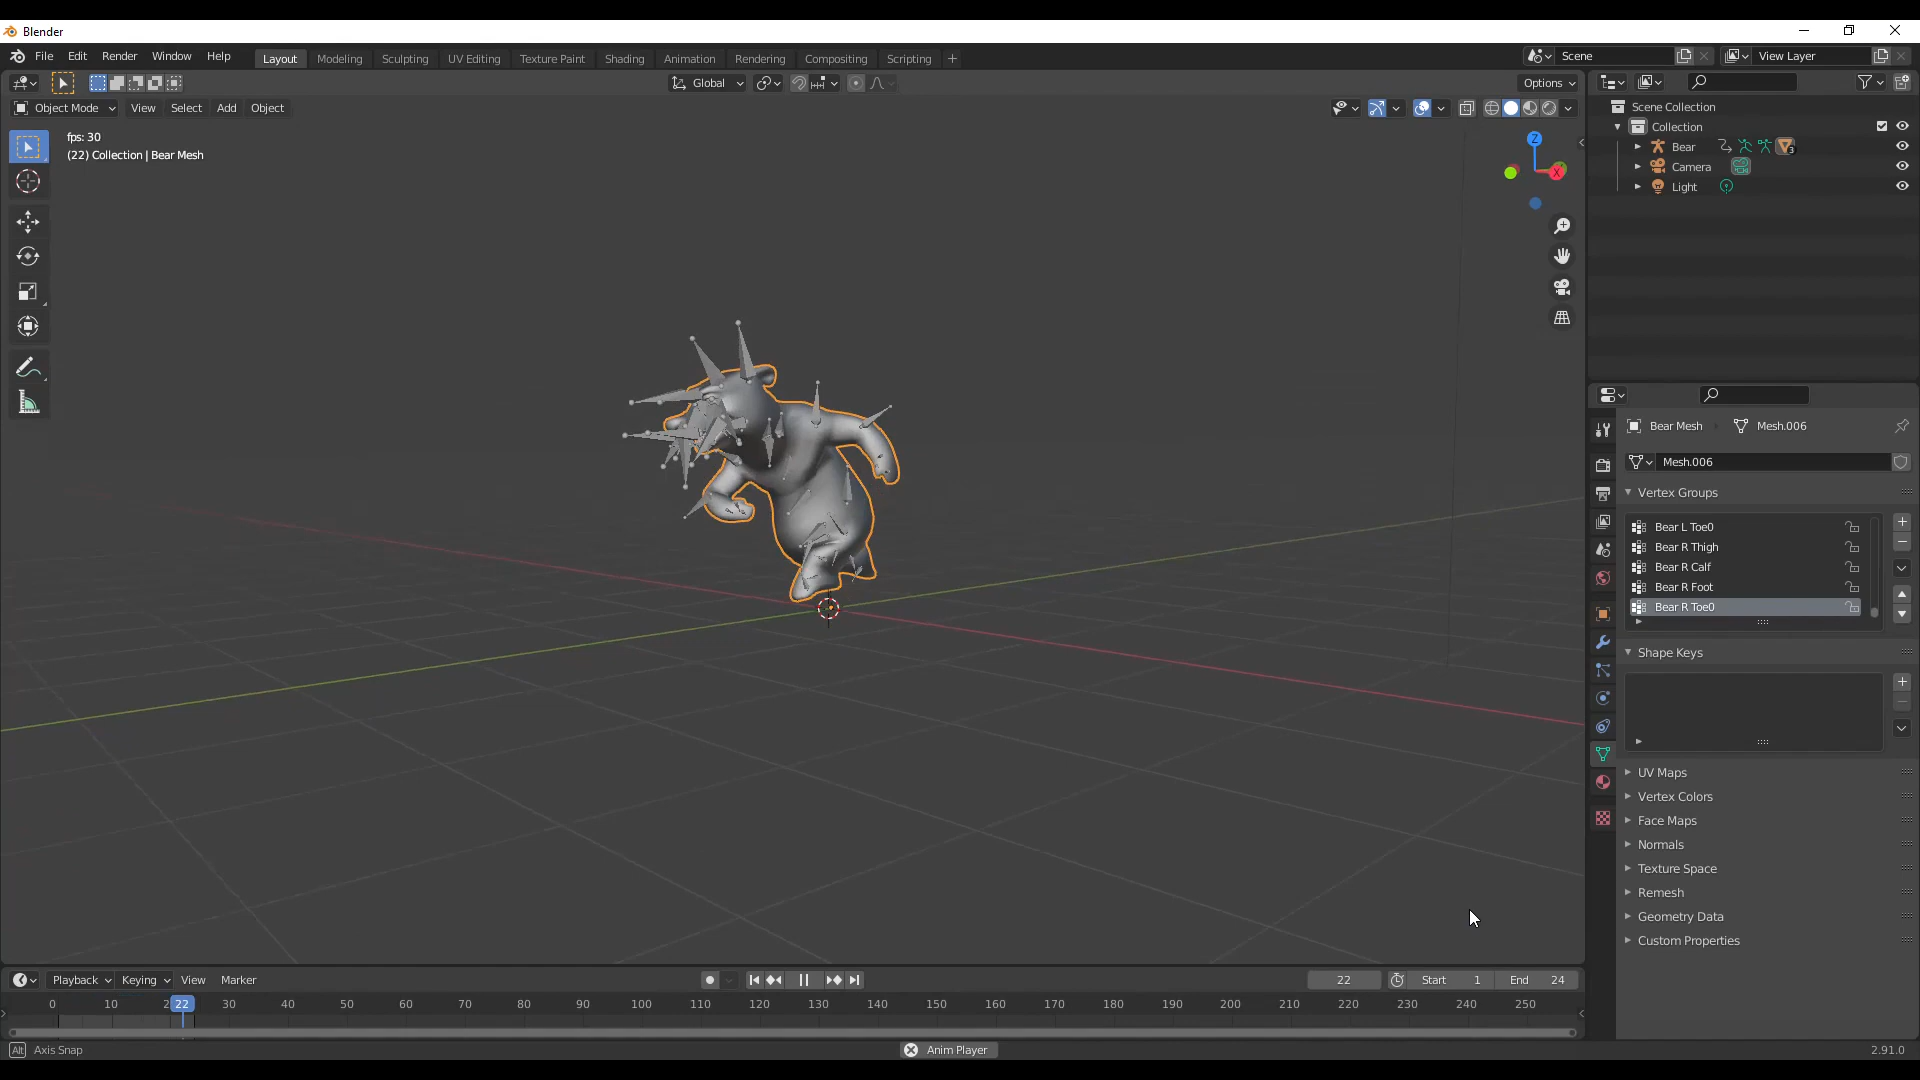 Blender
File Edit Render Window Help Layout Modeling Sculpting UV Editing Texture Paint Shading Animation Rendering Compositing Scripting + Scene View Layer
Global Options
Object Mode View Select Add Object
fps: 30
(22) Collection | Bear Mesh
Z
X
Scene Collection
Collection
Bear 3
Camera
Light
Bear Mesh Mesh.006
Mesh.006
Vertex Groups
Bear L Toe0
Bear R Thigh
Bear R Calf
Bear R Foot
Bear R Toe0
Shape Keys
UV Maps
Vertex Colors
Face Maps
Normals
Texture Space
Remesh
Geometry Data
Custom Properties
Playback Keying View Marker 22 Start 1 End 24
0 10 22 30 40 50 60 70 80 90 100 110 120 130 140 150 160 170 180 190 200 210 220 230 240 250
Alt Axis Snap Anim Player 2.91.0